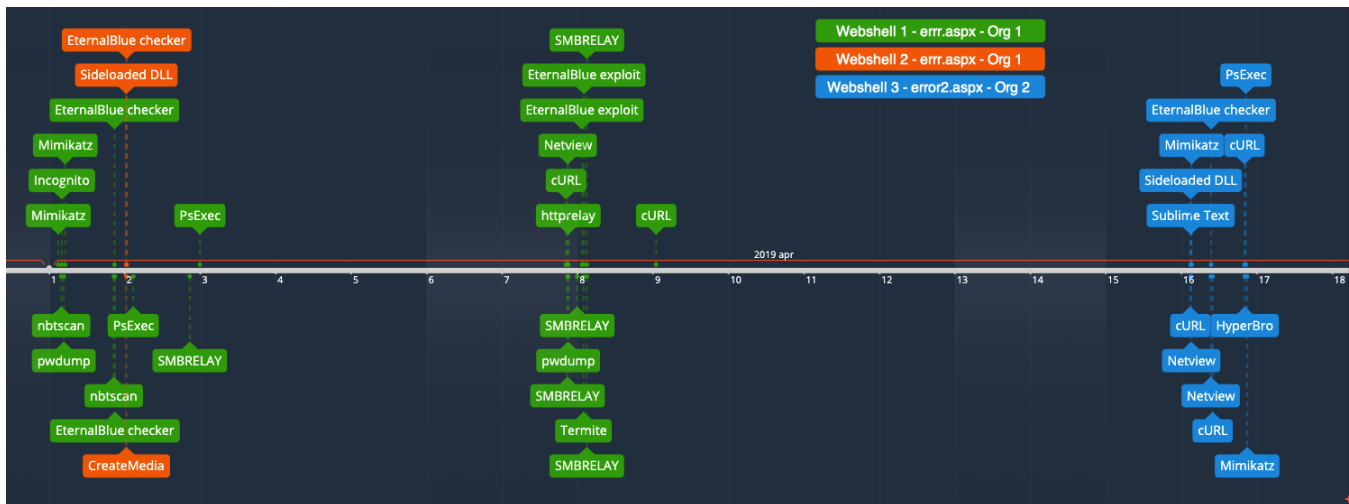 EternalBlue checker
SMBRELAY
Webshell 1 - errr.aspx - Org 1
Webshell 2 - errr.aspx - Org 1
Sideloaded DLL
EternalBlue exploit
PsExec
Webshell 3 - error2.aspx - Org 2
EternalBlue checker
EternalBlue exploit
EternalBlue checker
Mimikatz
Netview
Mimikatz
cURL
Incognito
cURL
Sideloaded DLL
Mimikatz
PsExec
httprelay
cURL
Sublime Text
2019 apr
1 2 3 4 5 6 7 8 9 10 11 12 13 14 15 16 17 18
nbtscan
PsExec
SMBRELAY
cURL
HyperBro
pwdump
SMBRELAY
pwdump
Netview
nbtscan
SMBRELAY
Netview
EternalBlue checker
Termite
cURL
CreateMedia
SMBRELAY
Mimikatz